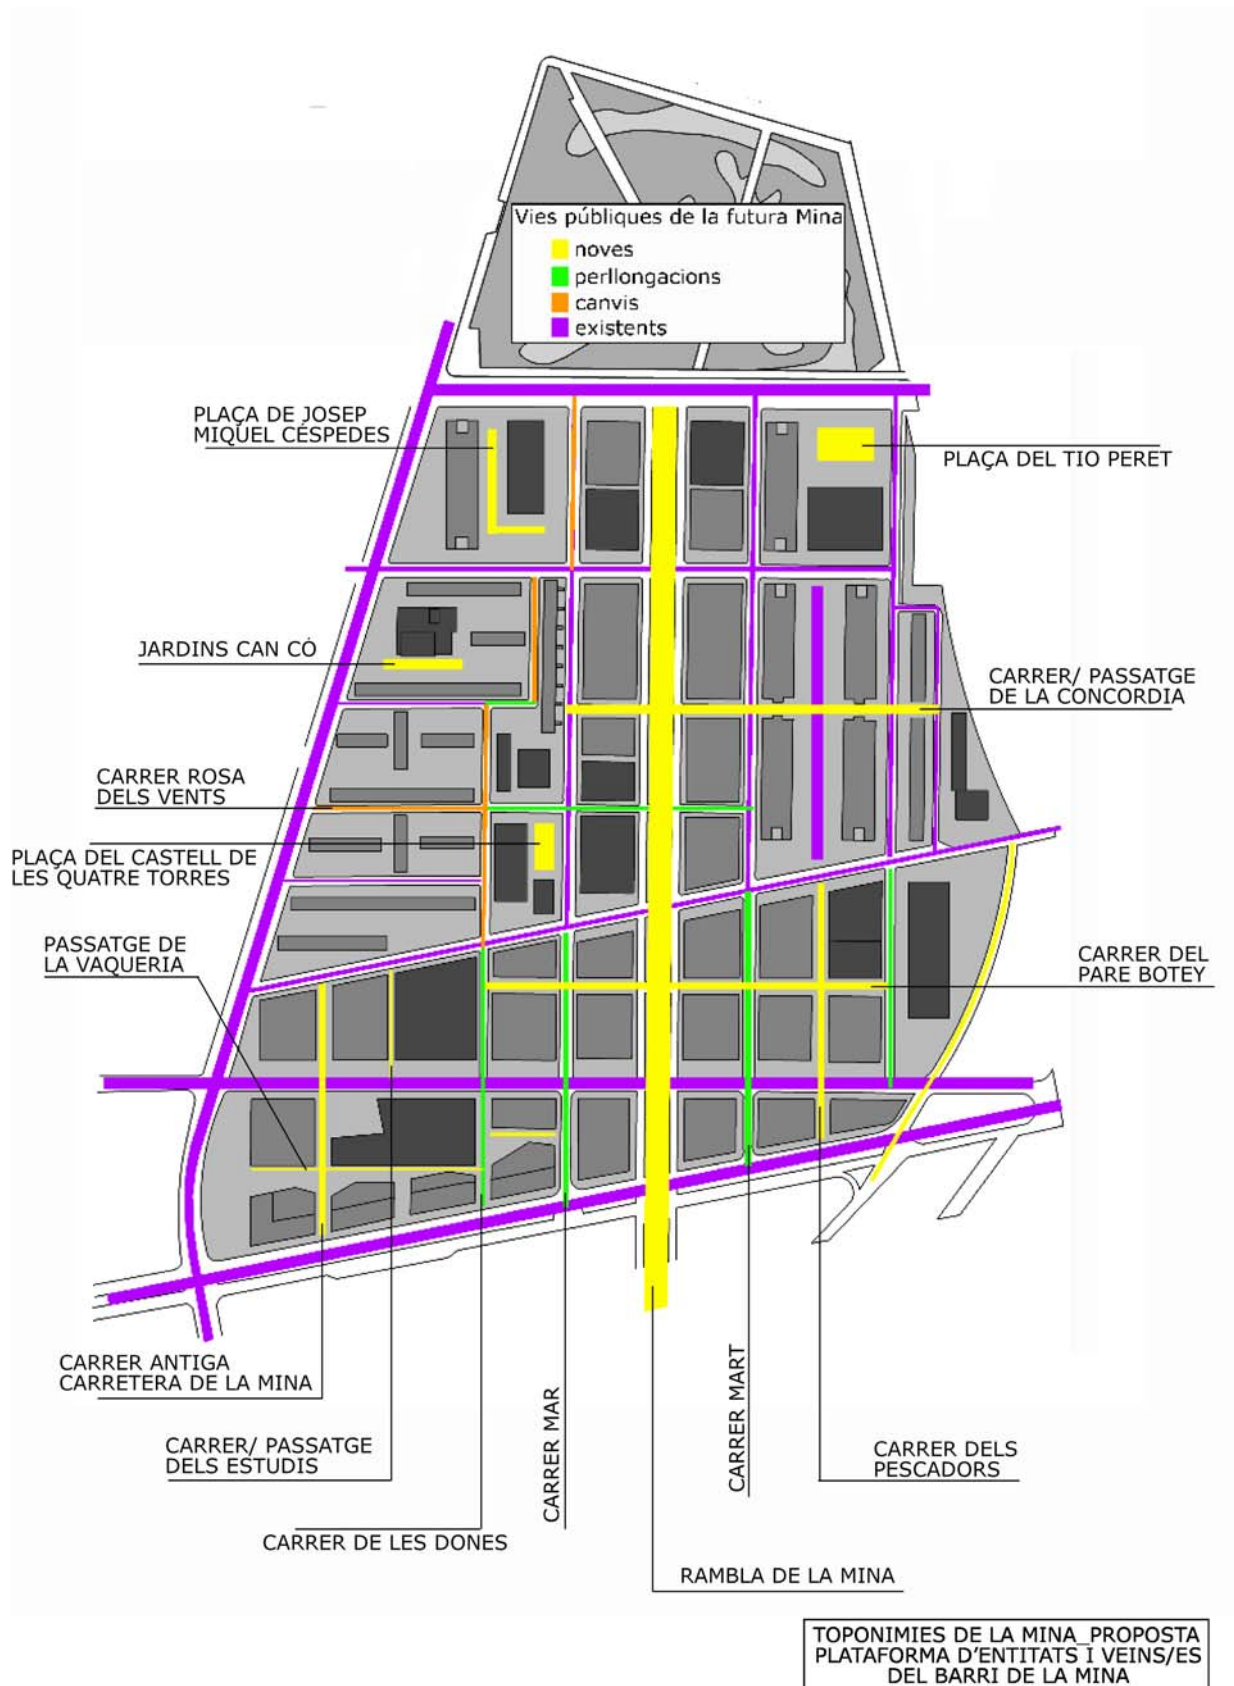 Vies públiques de la futura Mina
noves
perllongacions
canvis
existents
PLAÇA DE JOSEP
MIQUEL CÉSPEDES
PLAÇA DEL TIO PERET
JARDINS CAN CÓ
CARRER/ PASSATGE
DE LA CONCORDIA
CARRER ROSA
DELS VENTS
PLAÇA DEL CASTELL DE
LES QUATRE TORRES
PASSATGE DE
LA VAQUERIA
CARRER DEL
PARE BOTEY
CARRER ANTIGA
CARRETERA DE LA MINA
CARRER/ PASSATGE
DELS ESTUDIS
CARRER DE LES DONES
CARRER MAR
CARRER MART
CARRER DELS
PESCADORS
RAMBLA DE LA MINA
TOPONIMIES DE LA MINA_PROPOSTA
PLATAFORMA D'ENTITATS I VEINS/ES
DEL BARRI DE LA MINA